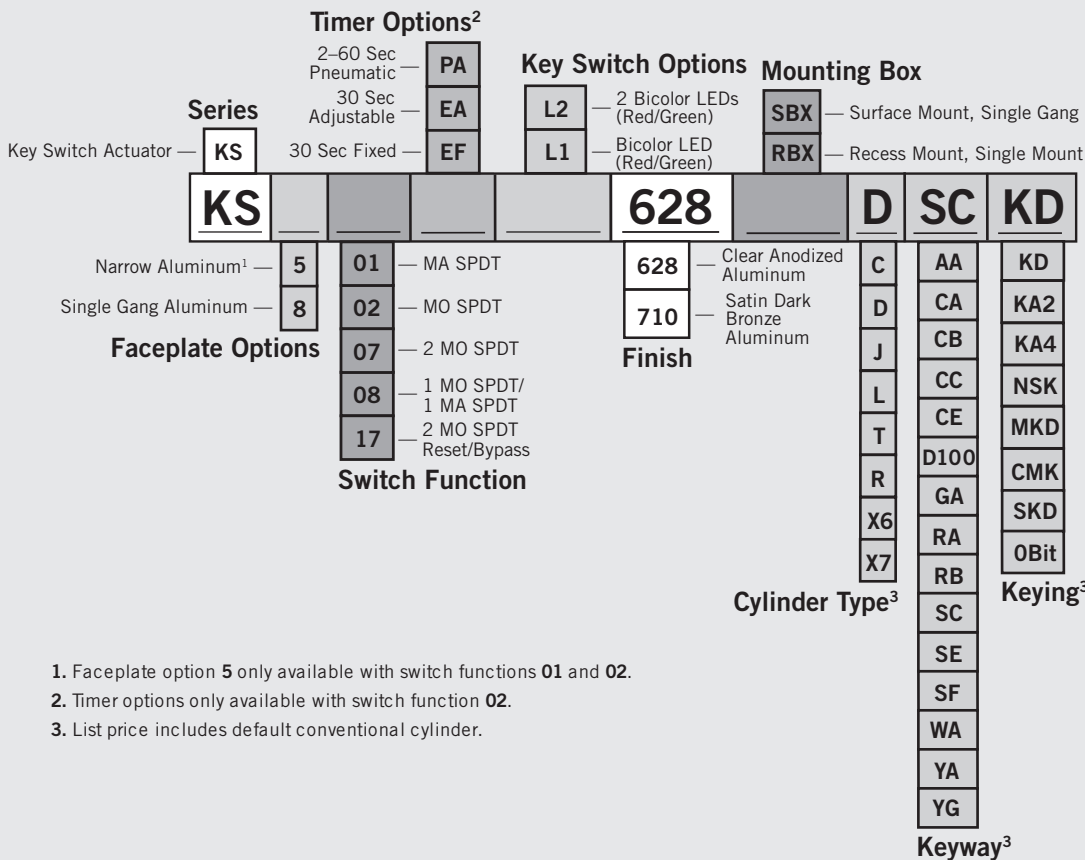 Timer Options2
2–60 Sec
Pneumatic
PA
30 Sec
Adjustable
EA
30 Sec Fixed
EF
Key Switch Options
L2
2 Bicolor LEDs
(Red/Green)
L1
Bicolor LED
(Red/Green)
Mounting Box
SBX
Surface Mount, Single Gang
RBX
Recess Mount, Single Mount
Series
Key Switch Actuator
KS
KS
628
D
SC
KD
Narrow Aluminum1
5
Single Gang Aluminum
8
Faceplate Options
01
MA SPDT
02
MO SPDT
07
2 MO SPDT
08
1 MO SPDT/
1 MA SPDT
17
2 MO SPDT
Reset/Bypass
Switch Function
628
Clear Anodized
Aluminum
710
Satin Dark
Bronze
Aluminum
Finish
C
D
J
L
T
R
X6
X7
Cylinder Type3
AA
CA
CB
CC
CE
D100
GA
RA
RB
SC
SE
SF
WA
YA
YG
Keyway3
KD
KA2
KA4
NSK
MKD
CMK
SKD
0Bit
Keying3
1. Faceplate option 5 only available with switch functions 01 and 02.
2. Timer options only available with switch function 02.
3. List price includes default conventional cylinder.